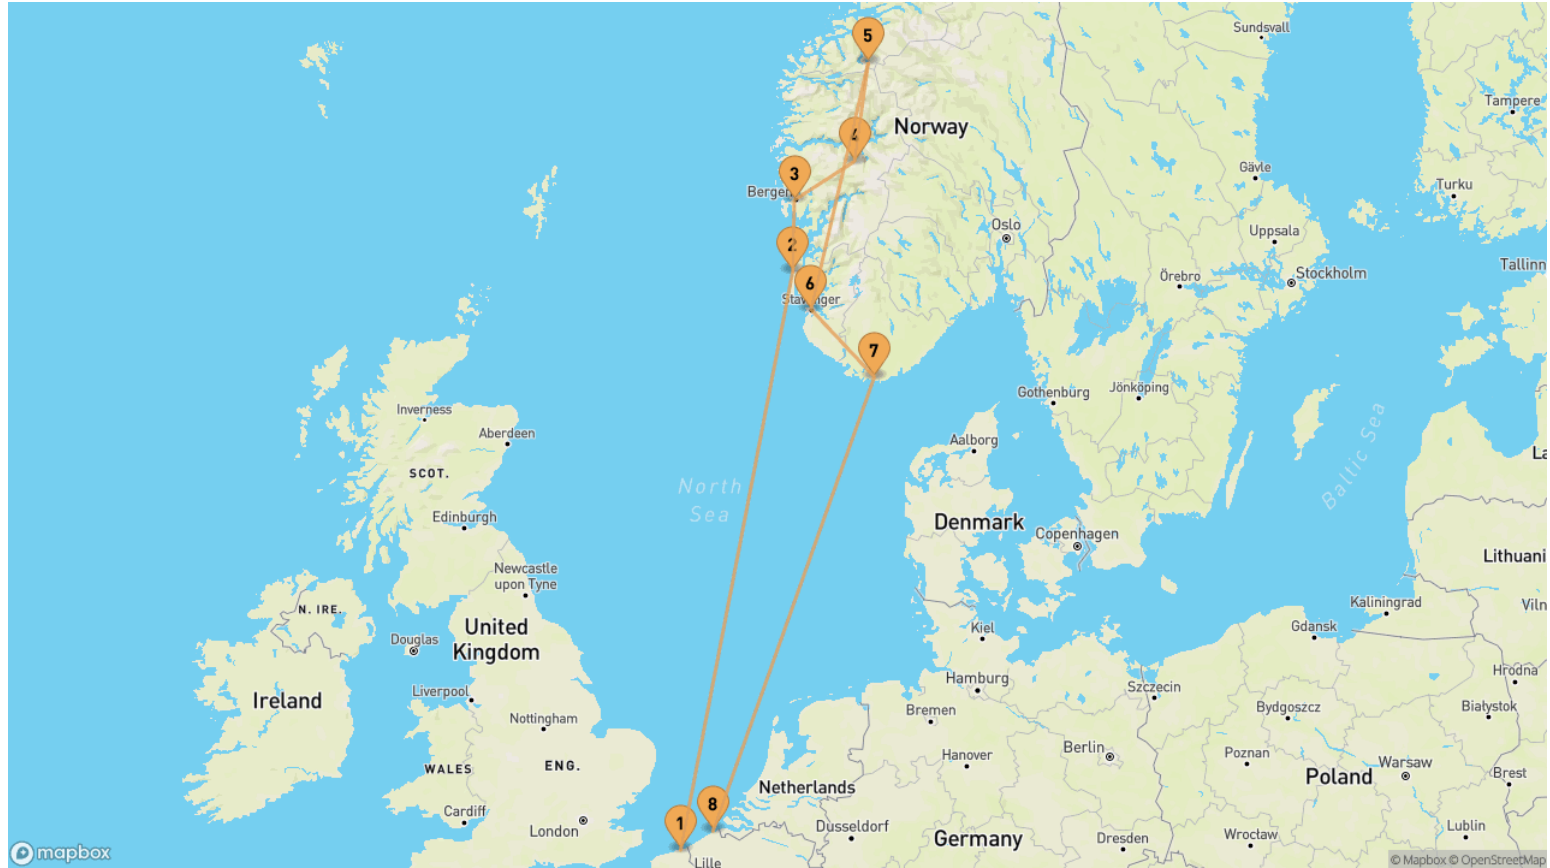 5
Sundsvall
Tampere
Norway
4
Gävle
3
Bergen
Turku
Oslo
Uppsala
2
Örebro
Stockholm
Tallinn
6
7
Jönköping
Gothenburg
Inverness
Aberdeen
Aalborg
SCOT.
Baltic Sea
North
Sea
Edinburgh
Denmark
Copenhagen
Lithuani
Newcastle
upon Tyne
N. IRE.
Kaliningrad
Viln
United
Kingdom
Douglas
Kiel
Gdansk
Hrodna
Ireland
Liverpool
Hamburg
Szczecin
Bremen
Bydgoszcz
Bialystok
Nottingham
Hanover
Berlin
Poznan
Warsaw
WALES
ENG.
Netherlands
Poland
Brest
Cardiff
London
1
8
Dusseldorf
Germany
Dresden
Wrocław
Lublin
Lille
mapbox
© Mapbox © OpenStreetMap